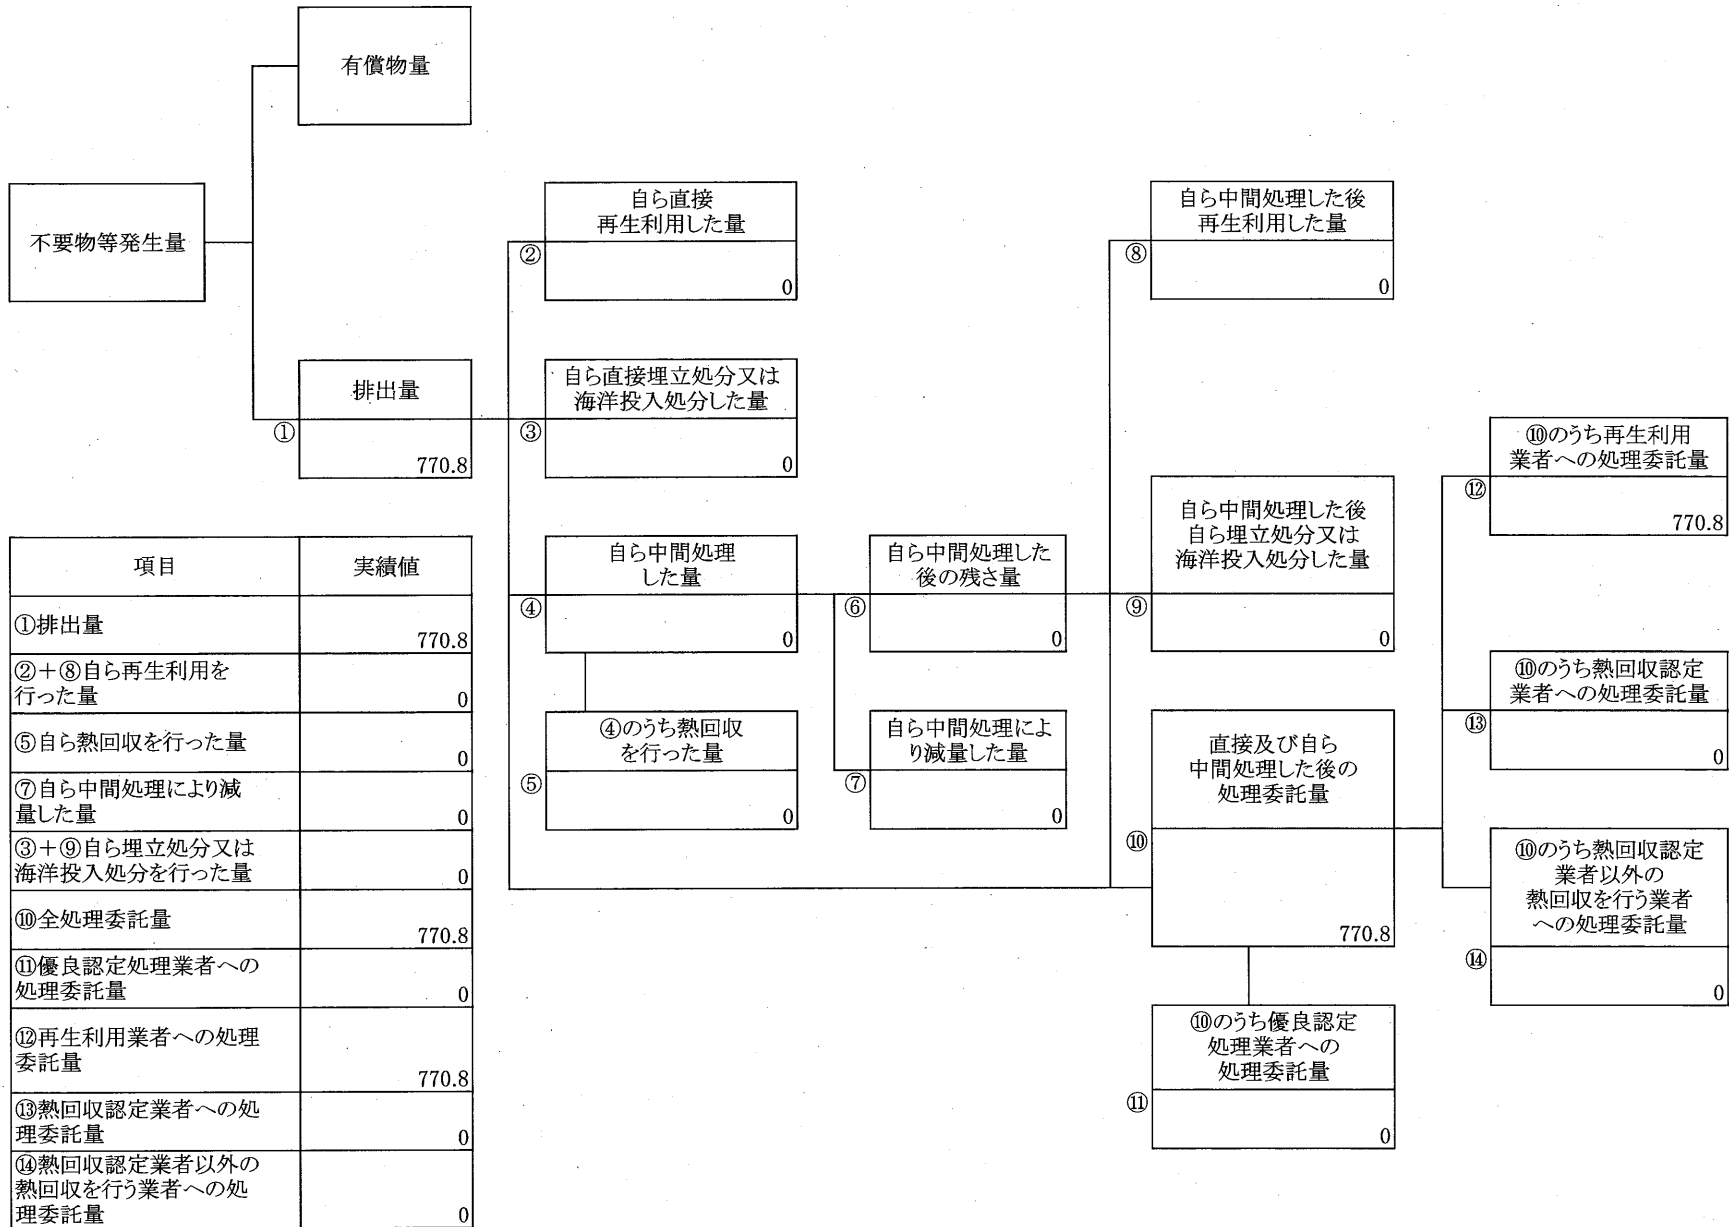 有償物量
不要物等発生量
自ら直接
再生利用した量
②
0
自ら中間処理した後
再生利用した量
⑧
0
排出量
①
770.8
自ら直接埋立処分又は
海洋投入処分した量
③
0
⑩のうち再生利用
業者への処理委託量
⑫
770.8
自ら中間処理
した量
④
0
自ら中間処理した
後の残さ量
⑥
0
自ら中間処理した後
自ら埋立処分又は
海洋投入処分した量
⑨
0
⑩のうち熱回収認定
業者への処理委託量
⑬
0
④のうち熱回収
を行った量
⑤
0
自ら中間処理によ
り減量した量
⑦
0
直接及び自ら
中間処理した後の
処理委託量
⑩
770.8
⑩のうち熱回収認定
業者以外の
熱回収を行う業者
への処理委託量
⑭
0
⑩のうち優良認定
処理業者への
処理委託量
⑪
0
項目 実績値
①排出量
770.8
②+⑧自ら再生利用を
行った量 0
⑤自ら熱回収を行った量
0
⑦自ら中間処理により減
量した量 0
③+⑨自ら埋立処分又は
海洋投入処分を行った量 0
⑩全処理委託量
770.8
⑪優良認定処理業者への
処理委託量 0
⑫再生利用業者への処理
委託量
770.8
⑬熱回収認定業者への処
理委託量 0
⑭熱回収認定業者以外の
熱回収を行う業者への処
理委託量 0